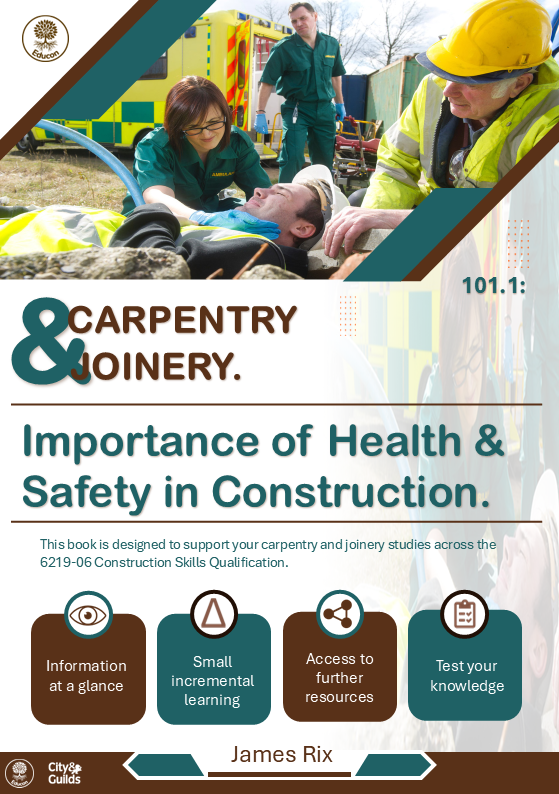 Educon
AMBULANCE
101.1:
& CARPENTRY
JOINERY.
Importance of Health &
Safety in Construction.
This book is designed to support your carpentry and joinery studies across the
6219-06 Construction Skills Qualification.
Information
at a glance
Small
incremental
learning
Access to
further
resources
Test your
knowledge
Educon
City&
Guilds
James Rix